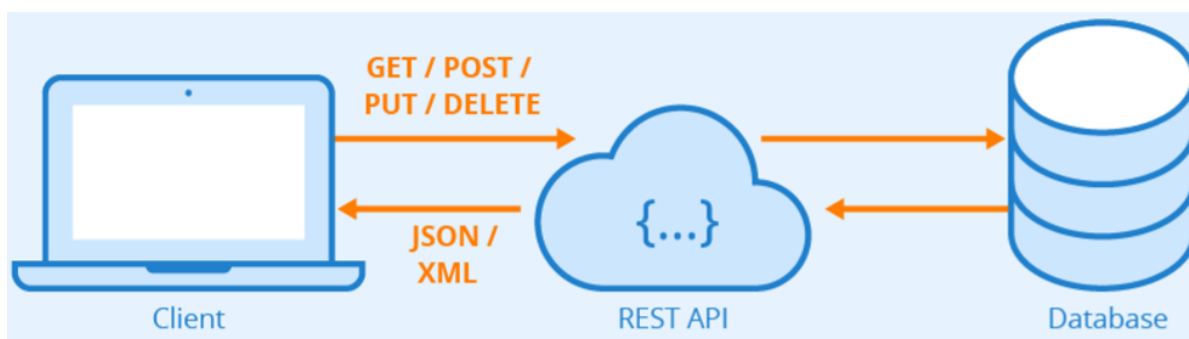 GET / POST /
PUT / DELETE
{...}
JSON /
XML
Client
REST API
Database